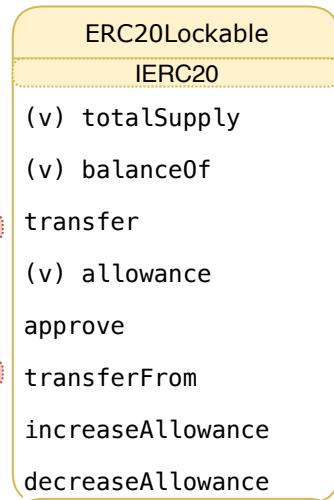 ERC20Lockable
IERC20
(v) totalSupply
(v) balanceOf
transfer
(v) allowance
approve
transferFrom
increaseAllowance
decreaseAllowance